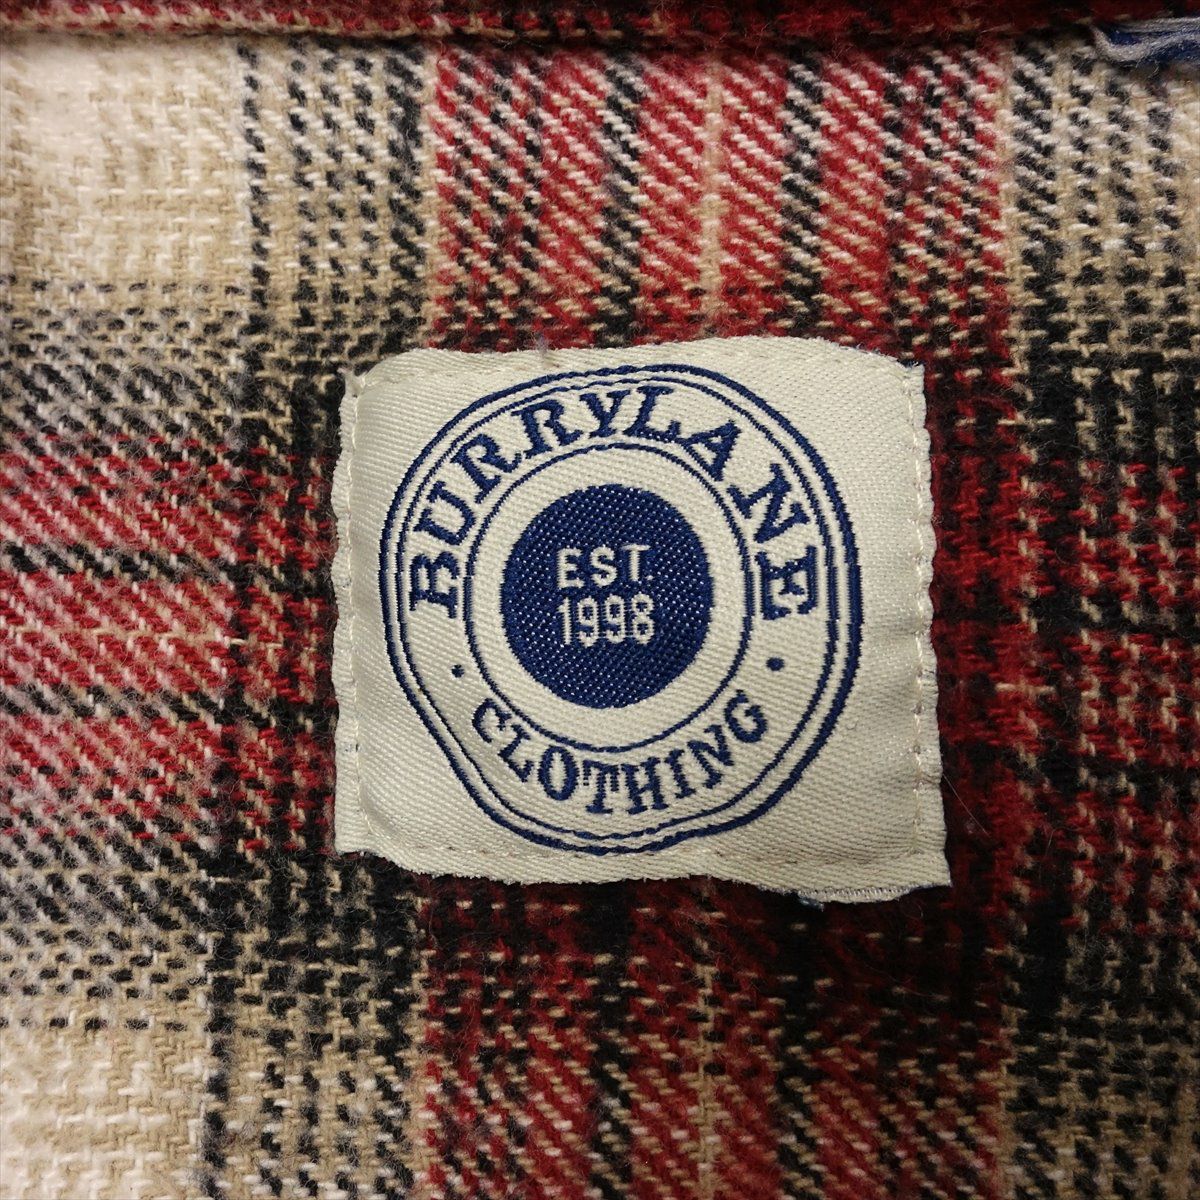 BURRYLANE
EST.
1998
· CLOTHING ·